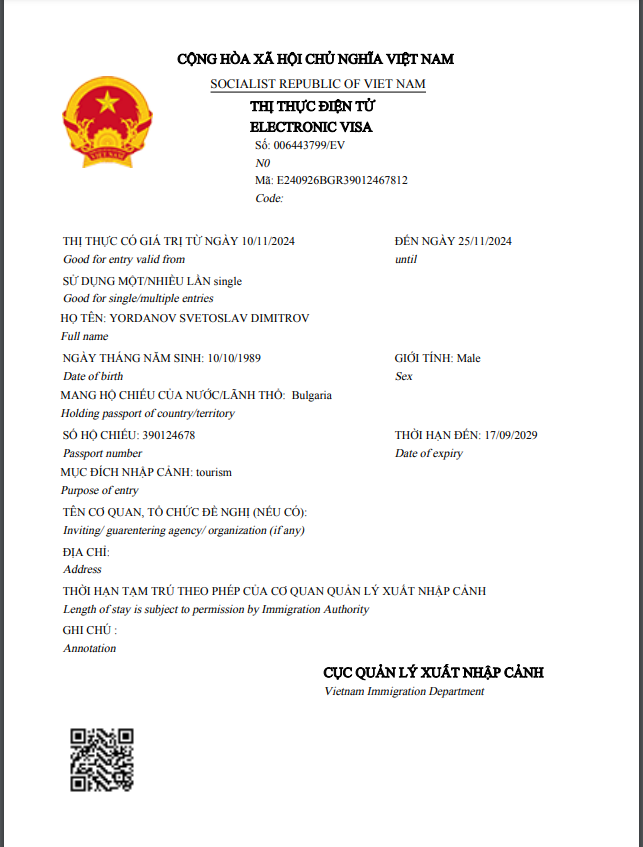 CỘNG HÒA XÃ HỘI CHỦ NGHĨA VIỆT NAM
SOCIALIST REPUBLIC OF VIET NAM
THỊ THỰC ĐIỆN TỬ
ELECTRONIC VISA
Số: 006443799/EV
N0
Mã: E240926BGR39012467812
Code:
THỊ THỰC CÓ GIÁ TRỊ TỪ NGÀY 10/11/2024 ĐẾN NGÀY 25/11/2024
Good for entry valid from until
SỬ DỤNG MỘT/NHIỀU LẦN single
Good for single/multiple entries
HỌ TÊN: YORDANOV SVETOSLAV DIMITROV
Full name
NGÀY THÁNG NĂM SINH: 10/10/1989 GIỚI TÍNH: Male
Date of birth Sex
MANG HỘ CHIẾU CỦA NƯỚC/LÃNH THỔ: Bulgaria
Holding passport of country/territory
SỐ HỘ CHIẾU: 390124678 THỜI HẠN ĐẾN: 17/09/2029
Passport number Date of expiry
MỤC ĐÍCH NHẬP CẢNH: tourism
Purpose of entry
TÊN CƠ QUAN, TỔ CHỨC ĐỀ NGHỊ (NẾU CÓ):
Inviting/ guarentering agency/ organization (if any)
ĐỊA CHỈ:
Address
THỜI HẠN TẠM TRÚ THEO PHÉP CỦA CƠ QUAN QUẢN LÝ XUẤT NHẬP CẢNH
Length of stay is subject to permission by Immigration Authority
GHI CHÚ :
Annotation
CỤC QUẢN LÝ XUẤT NHẬP CẢNH
Vietnam Immigration Department